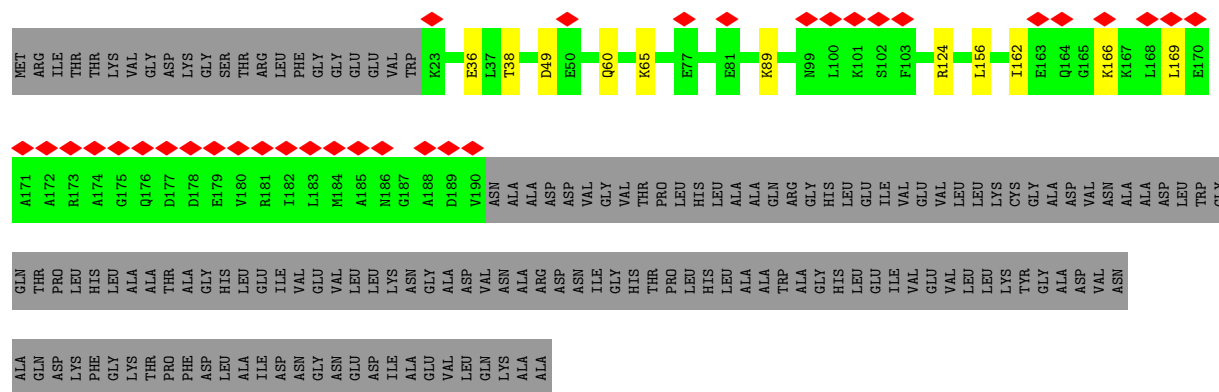 MET ARG ILE THR THR LYS VAL GLY ASP LYS GLY SER THR ARG LEU PHE GLY GLY GLU GLU VAL TRP K23 E36 L37 T38 D49 E50 Q60 K65 E77 E81 K89 N99 L100 K101 S102 F103 R124 L156 I162 E163 Q164 G165 K166 K167 L168 L169 E170
A171 A172 R173 A174 G175 Q176 D177 D178 E179 V180 R181 I182 L183 M184 A185 N186 G187 A188 D189 V190 ASN ALA ALA ASP ASP VAL GLY VAL THR PRO LEU HIS LEU ALA ALA GLN ARG GLY HIS LEU GLU ILE VAL GLU VAL LEU LEU LYS CYS GLY ALA ASP VAL ASN ALA ALA ASP LEU TRP GLY
GLN THR PRO LEU HIS LEU ALA ALA THR ALA GLY HIS LEU GLU ILE VAL GLU VAL LEU LEU LYS ASN GLY ALA ASP VAL ASN ALA ARG ASP ASN ILE GLY HIS THR PRO LEU HIS LEU ALA ALA TRP ALA GLY HIS LEU GLU ILE VAL GLU VAL LEU LEU LYS TYR GLY ALA ASP VAL ASN
ALA GLN ASP LYS PHE GLY LYS THR PRO PHE ASP LEU ALA ILE ASP ASN GLY ASN GLU ASP ILE ALA GLU VAL LEU GLN LYS ALA ALA